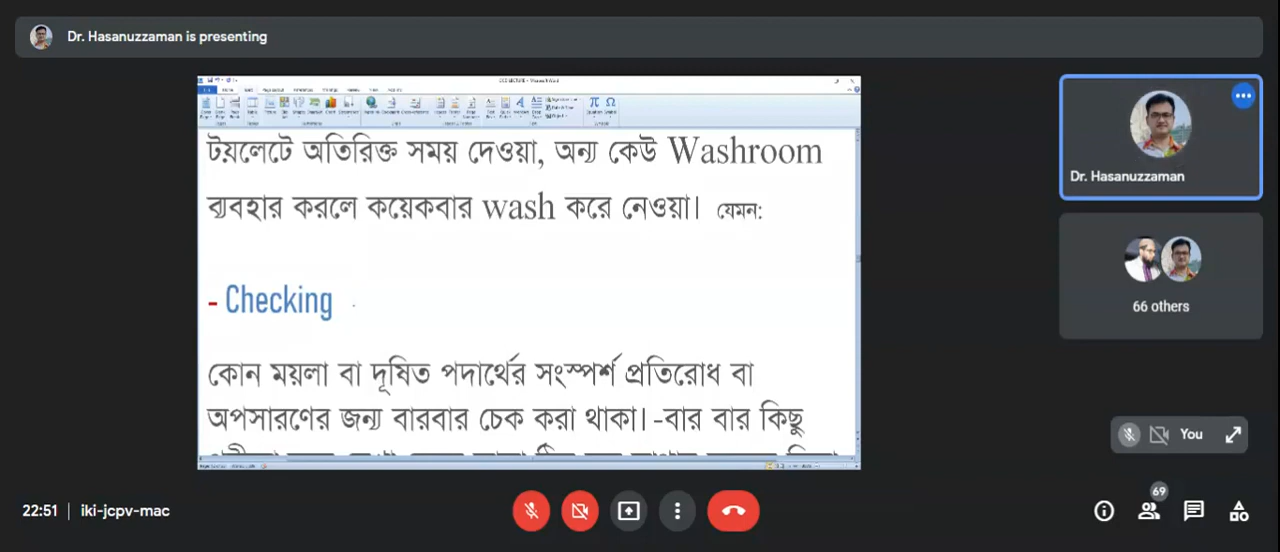 Dr. Hasanuzzaman is presenting
টয়লেটে অতিরিক্ত সময় দেওয়া, অন্য কেউ Washroom
ব্যবহার করলে কয়েকবার wash করে নেওয়া। যেমন:
- Checking
কোন ময়লা বা দূষিত পদার্থের সংস্পর্শ প্রতিরোধ বা
অপসারণের জন্য বারবার চেক করা থাকা। -বার বার কিছু
Dr. Hasanuzzaman
66 others
You
22:51 | iki-jcpv-mac
69